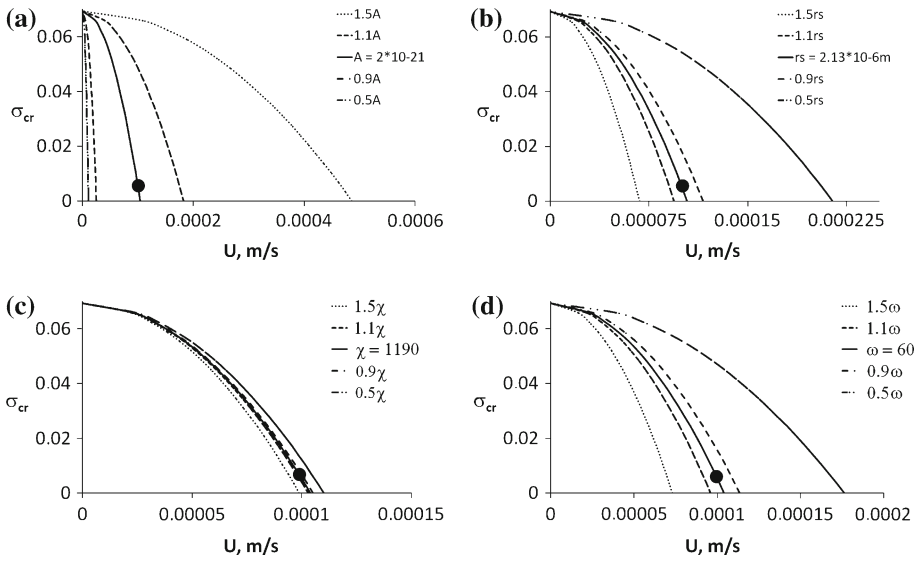 (a)
0.06
0.04
σcr
0.02
0
0 0.0002 0.0004 0.0006
U, m/s
1.5A
1.1A
A = 2*10-21
0.9A
0.5A
(b)
0.06
0.04
σcr
0.02
0
0 0.000075 0.00015 0.000225
U, m/s
1.5rs
1.1rs
rs = 2.13*10-6m
0.9rs
0.5rs
(c)
0.06
0.04
σcr
0.02
0
0 0.00005 0.0001 0.00015
U, m/s
1.5χ
1.1χ
χ = 1190
0.9χ
0.5χ
(d)
0.06
0.04
σcr
0.02
0
0 0.00005 0.0001 0.00015 0.0002
U, m/s
1.5ω
1.1ω
ω = 60
0.9ω
0.5ω